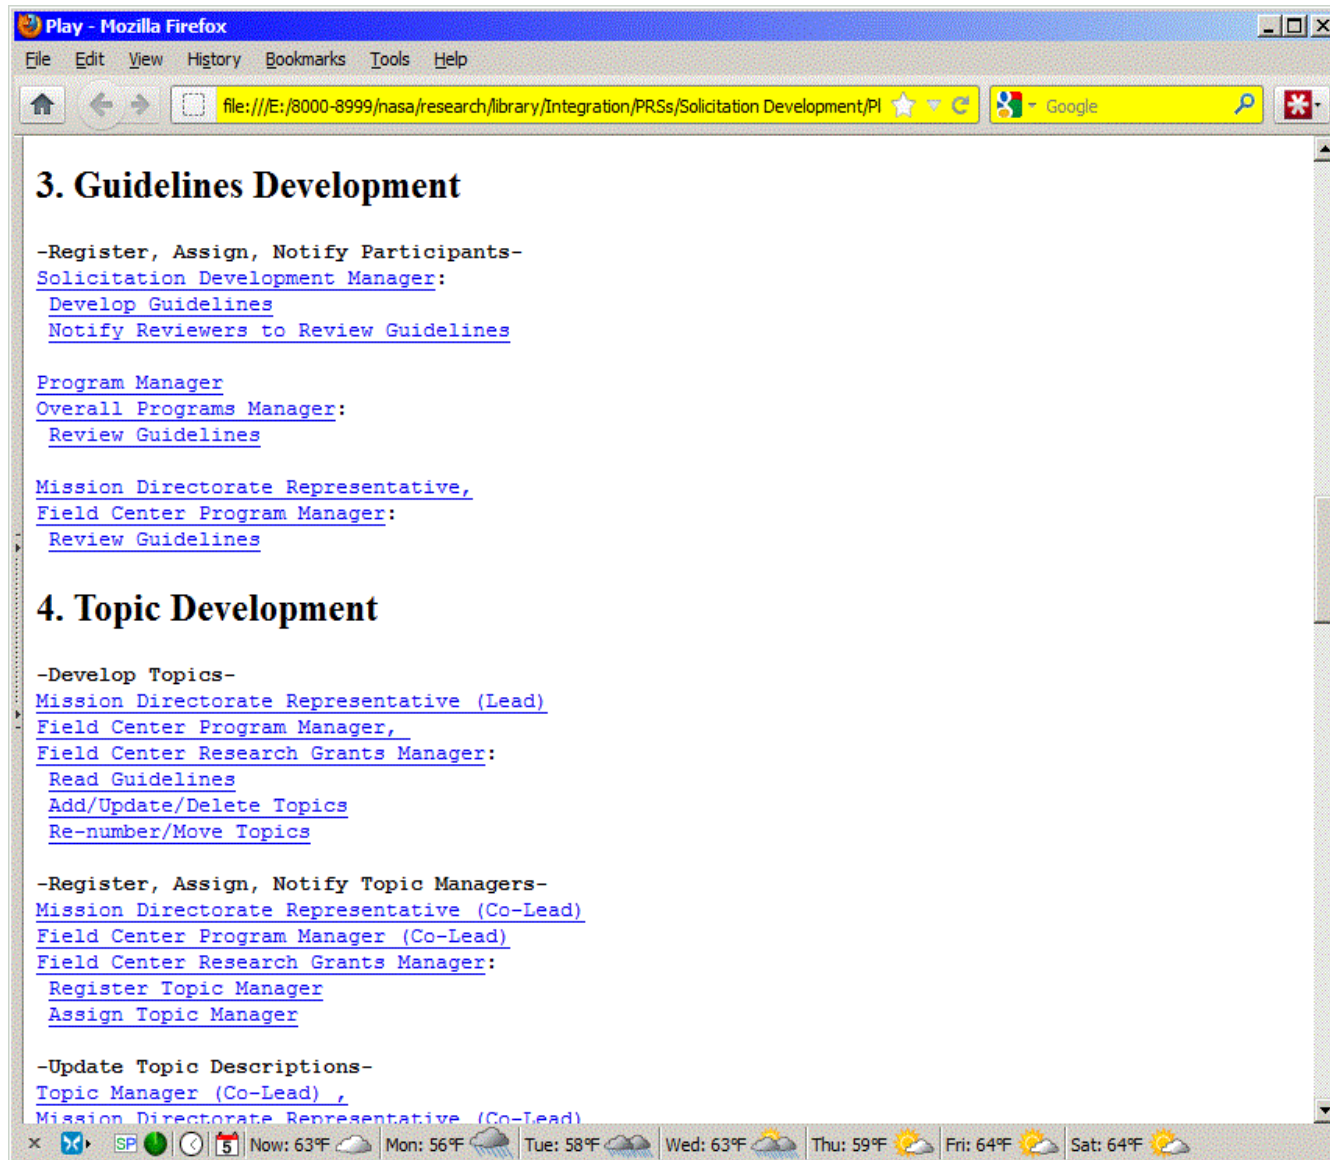 Play - Mozilla Firefox
File Edit View History Bookmarks Tools Help
file:///E:/8000-8999/nasa/research/library/Integration/PRSs/Solicitation Development/Pl Google
3. Guidelines Development
-Register, Assign, Notify Participants-
Solicitation Development Manager:
Develop Guidelines
Notify Reviewers to Review Guidelines
Program Manager
Overall Programs Manager:
Review Guidelines
Mission Directorate Representative,
Field Center Program Manager:
Review Guidelines
4. Topic Development
-Develop Topics-
Mission Directorate Representative (Lead)
Field Center Program Manager,
Field Center Research Grants Manager:
Read Guidelines
Add/Update/Delete Topics
Re-number/Move Topics
-Register, Assign, Notify Topic Managers-
Mission Directorate Representative (Co-Lead)
Field Center Program Manager (Co-Lead)
Field Center Research Grants Manager:
Register Topic Manager
Assign Topic Manager
-Update Topic Descriptions-
Topic Manager (Co-Lead) ,
Mission Directorate Representative (Co-Lead)
SP 5 Now: 63°F Mon: 56°F Tue: 58°F Wed: 63°F Thu: 59°F Fri: 64°F Sat: 64°F